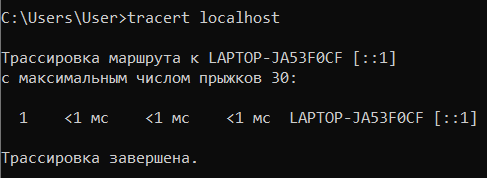 C:\Users\User>tracert localhost
Трассировка маршрута к LAPTOP-JA53F0CF [::1]
с максимальным числом прыжков 30:
1 <1 мс <1 мс <1 мс LAPTOP-JA53F0CF [::1]
Трассировка завершена.